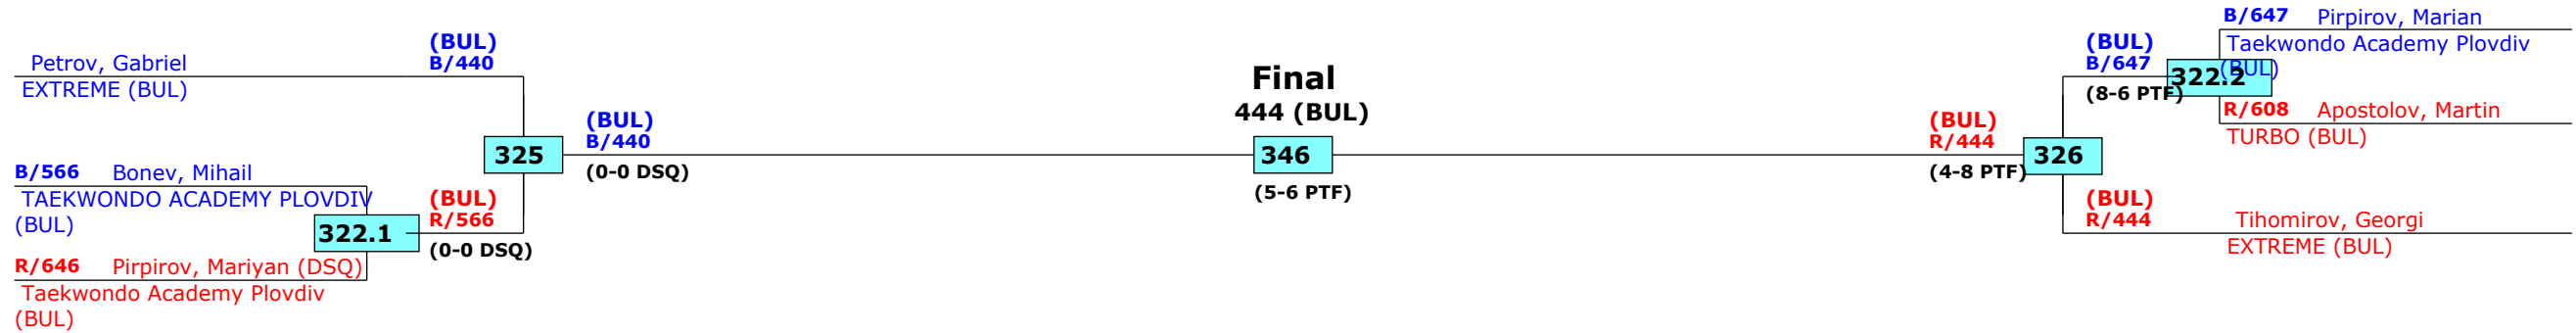 Petrov, Gabriel
EXTREME (BUL)
(BUL)
B/440
B/566 Bonev, Mihail
TAEKWONDO ACADEMY PLOVDIV
(BUL)
322.1
R/646 Pirpirov, Mariyan (DSQ)
Taekwondo Academy Plovdiv
(BUL)
(BUL)
R/566
(0-0 DSQ)
325
(BUL)
B/440
(0-0 DSQ)
Final
444 (BUL)
346
(5-6 PTF)
(BUL)
R/444
(4-8 PTF)
326
(BUL)
B/647
(8-6 PTF)
322.2
B/647 Pirpirov, Marian
Taekwondo Academy Plovdiv
(BUL)
R/608 Apostolov, Martin
TURBO (BUL)
(BUL)
R/444
Tihomirov, Georgi
EXTREME (BUL)